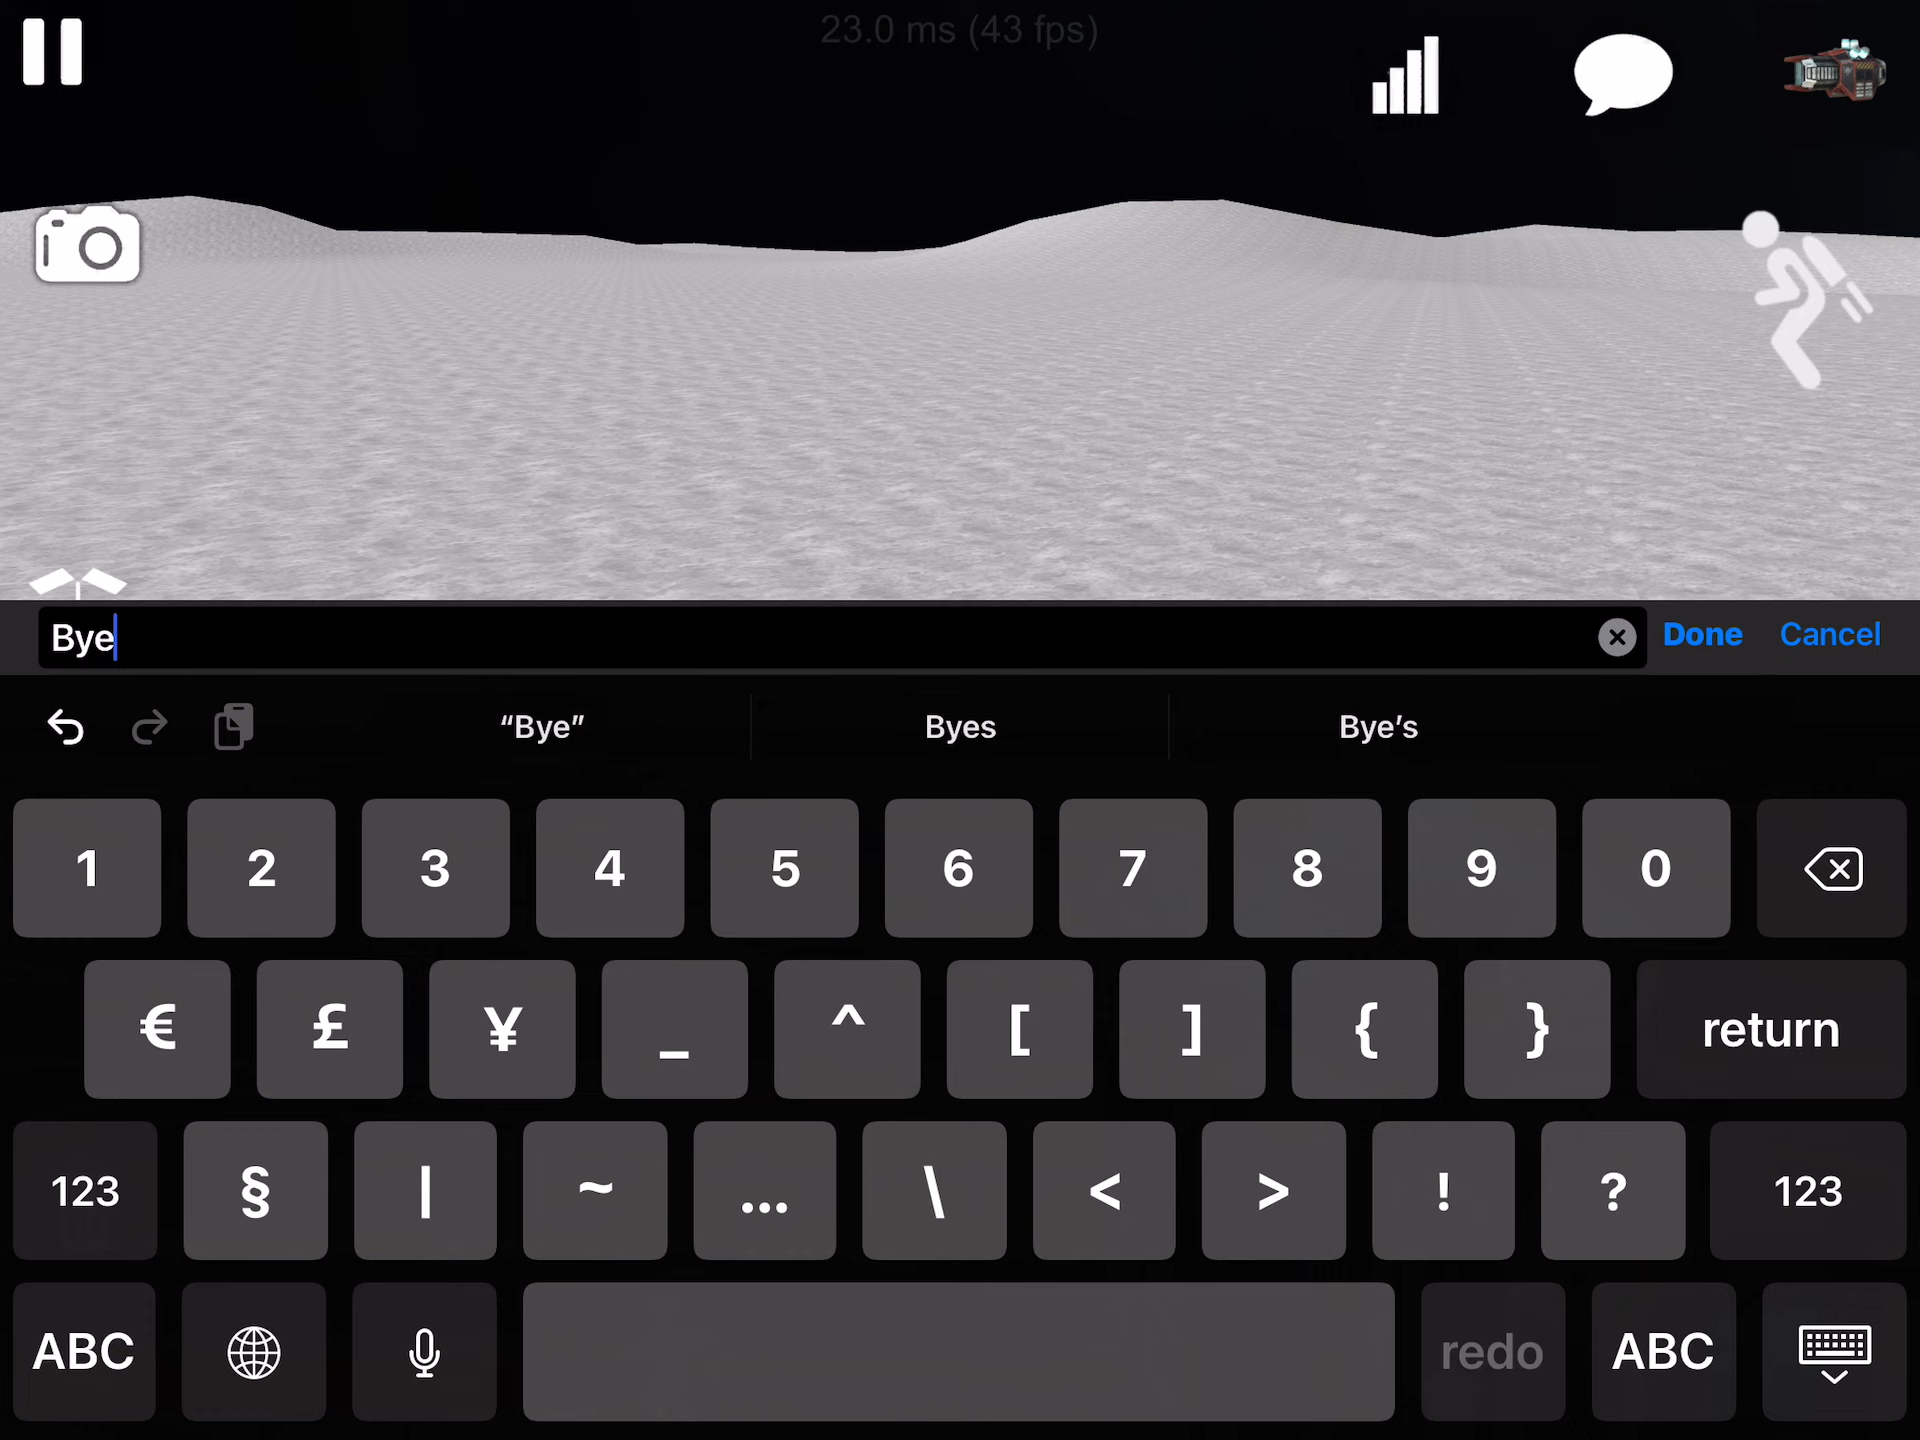 23.0 ms (43 fps)
Bye
Done Cancel
“Bye” Byes Bye’s
1 2 3 4 5 6 7 8 9 0
€ £ ¥ _ ^ [ ] { } return
123 § | ~ … \ < > ! ? 123
ABC redo ABC